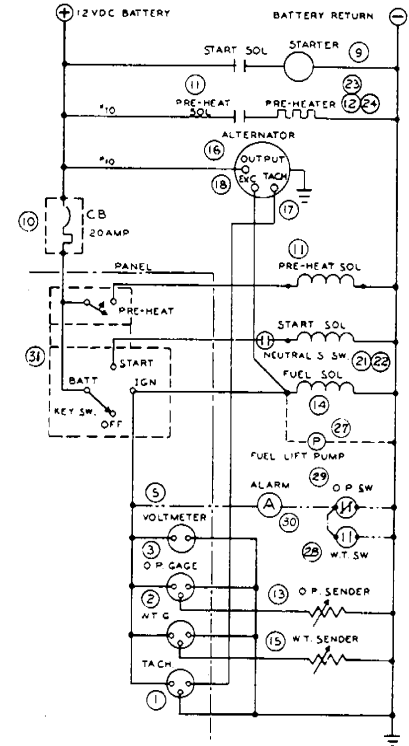 12VDC BATTERY
BATTERY RETURN
START SOL
STARTER
9
11
23
PRE-HEAT SOL
PRE-HEATER
12
24
#10
ALTERNATOR
16
OUTPUT
#10
EXC
TACH
18
17
10
CB
20AMP
11
PANEL
PRE-HEAT SOL
PRE-HEAT
START SOL
31
START
NEUTRAL S SW.
21
22
BATT
IGN
FUEL SOL
KEY SW.
OFF
14
27
P
FUEL LIFT PUMP
29
5
ALARM
O P SW
A
VOLTMETER
30
3
28
W.T. SW
O.P. GAGE
13
O.P. SENDER
2
W.T G
15
W.T. SENDER
TACH
1